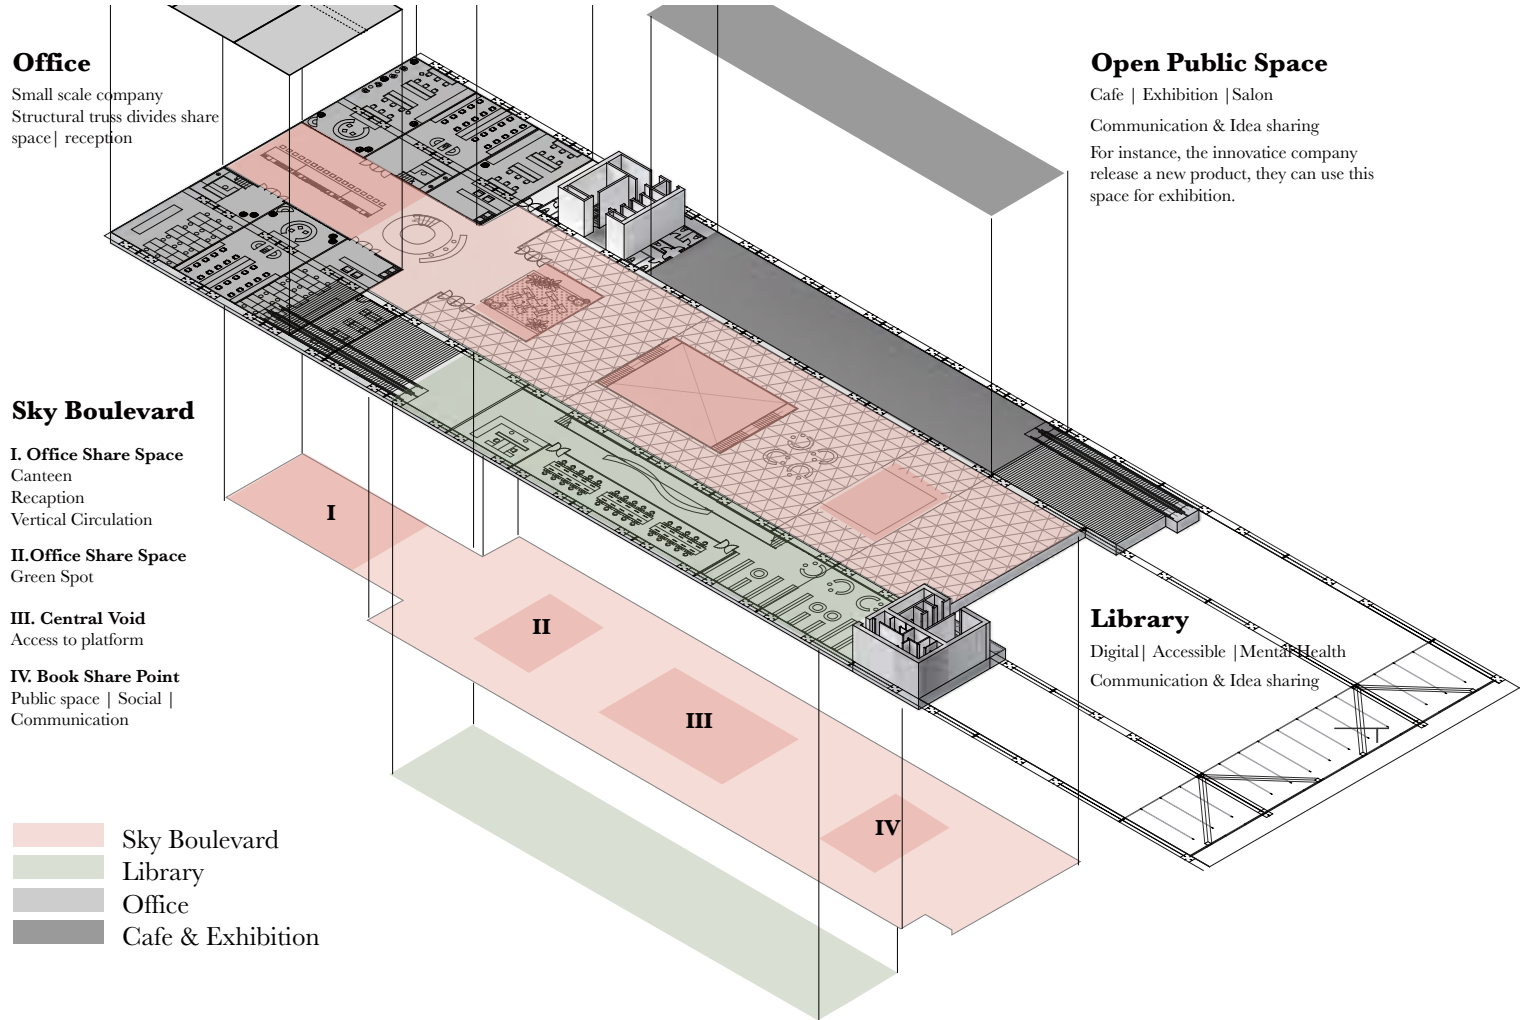 Office
Small scale company
Structural truss divides share
space| reception
Open Public Space
Cafe | Exhibition |Salon
Communication & Idea sharing
For instance, the innovatice company
release a new product, they can use this
space for exhibition.
Sky Boulevard
I. Office Share Space
Canteen
Recaption
Vertical Circulation
II.Office Share Space
Green Spot
III. Central Void
Access to platform
IV. Book Share Point
Public space | Social |
Communication
I
II
III
IV
Library
Digital| Accessible |Mental Health
Communication & Idea sharing
Sky Boulevard
Library
Office
Cafe & Exhibition